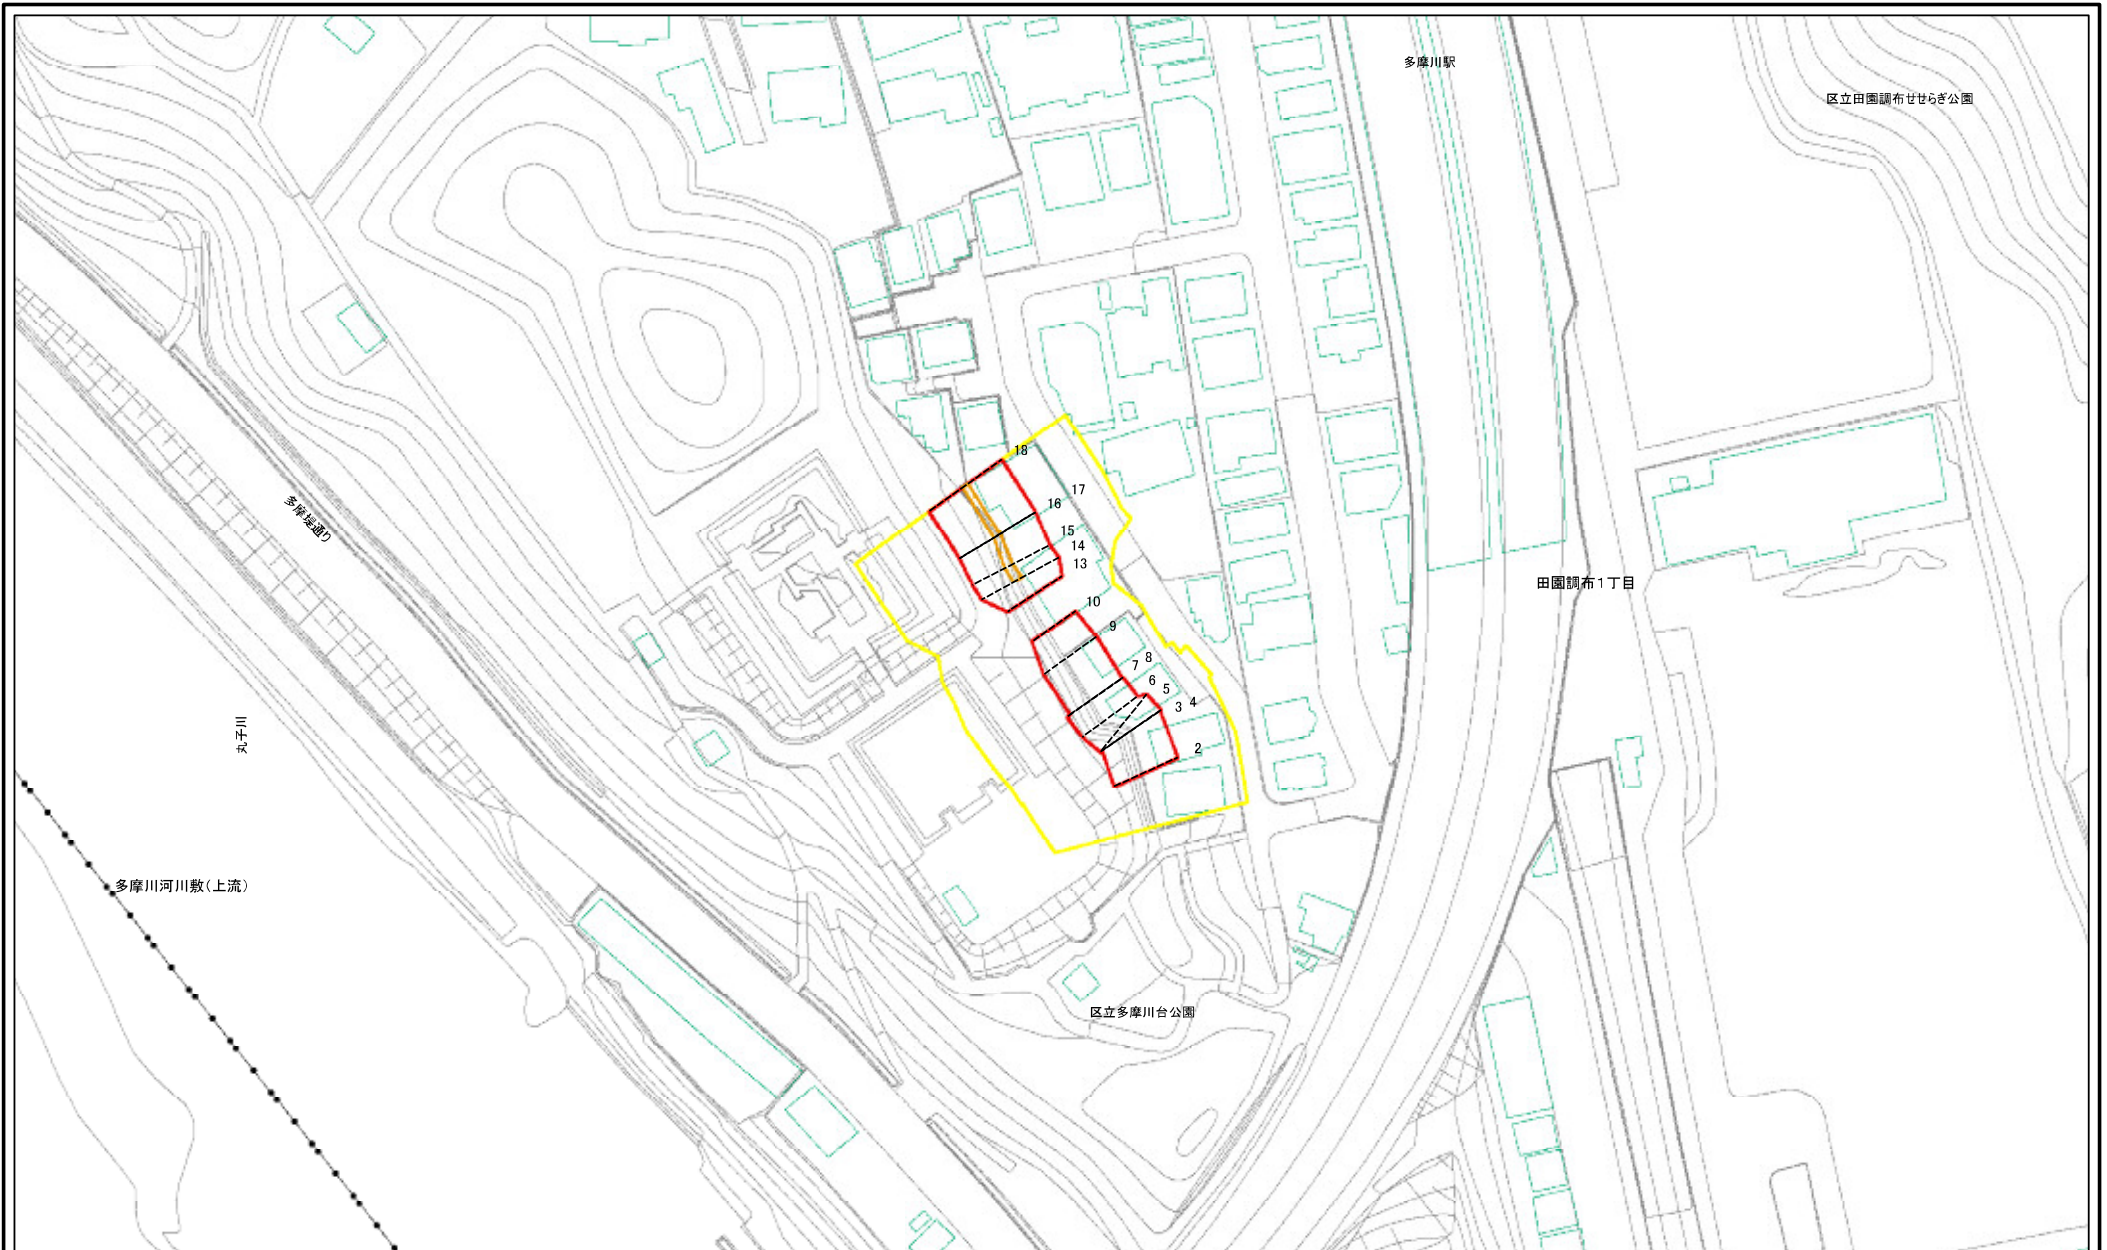 多摩川駅
区立田園調布せせらぎ公園
18
17
16
15
14
13
多摩堤通り
田園調布1丁目
10
9
8
7
6
5
4
3
2
丸子川
多摩川河川敷(上流)
区立多摩川台公園